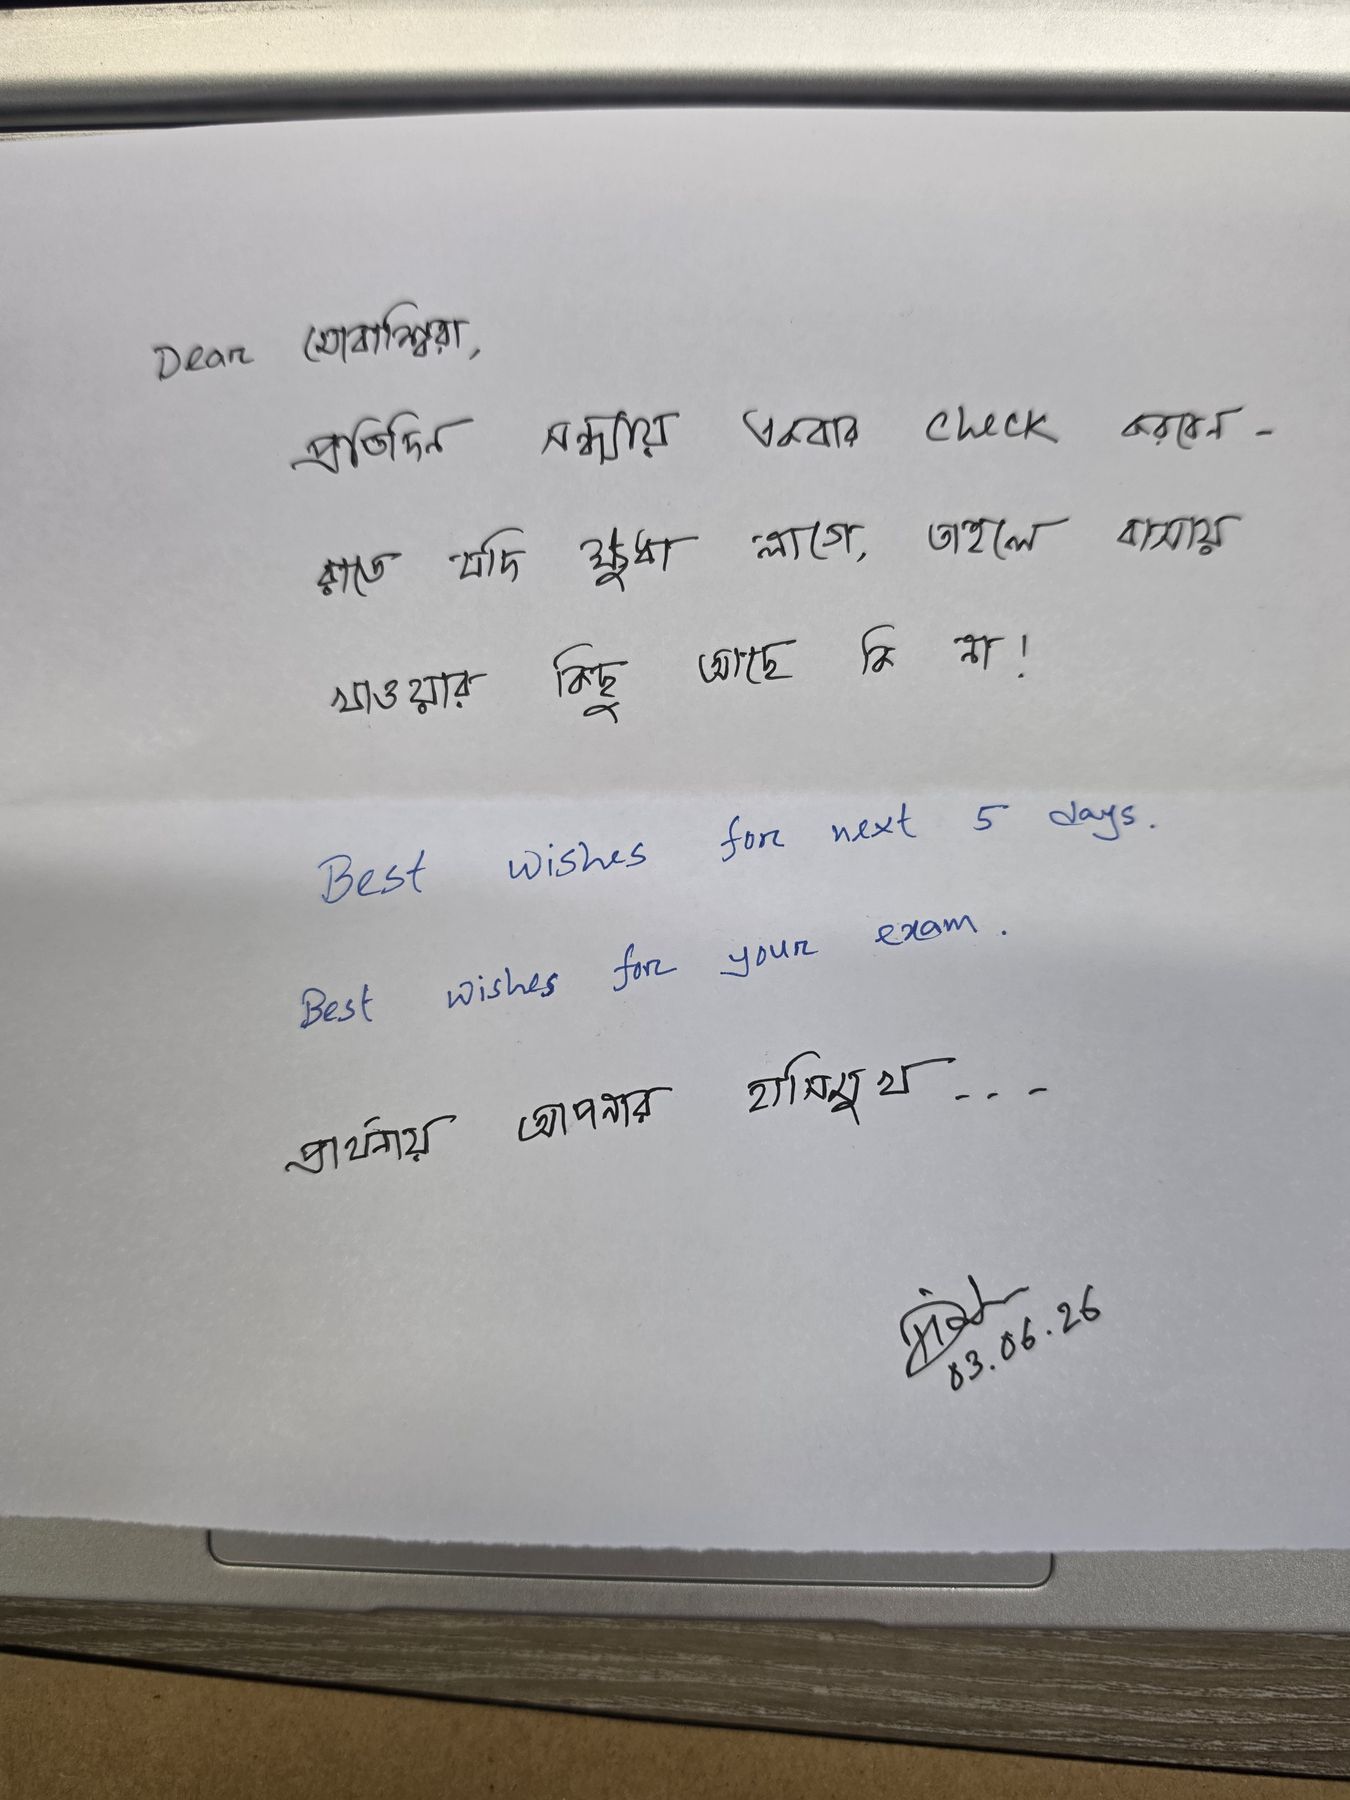 Dear তোবাশ্বিরা,
প্রতিদিন সন্ধ্যায় একবার check করবেন -
রাতে যদি ক্ষুধা লাগে, তাহলে বাসায়
খাওয়ার কিছু আছে কি না!
Best wishes for next 5 days.
Best wishes for your exam.
প্রার্থনায় আপনার হাসিমুখ ...
03.06.26